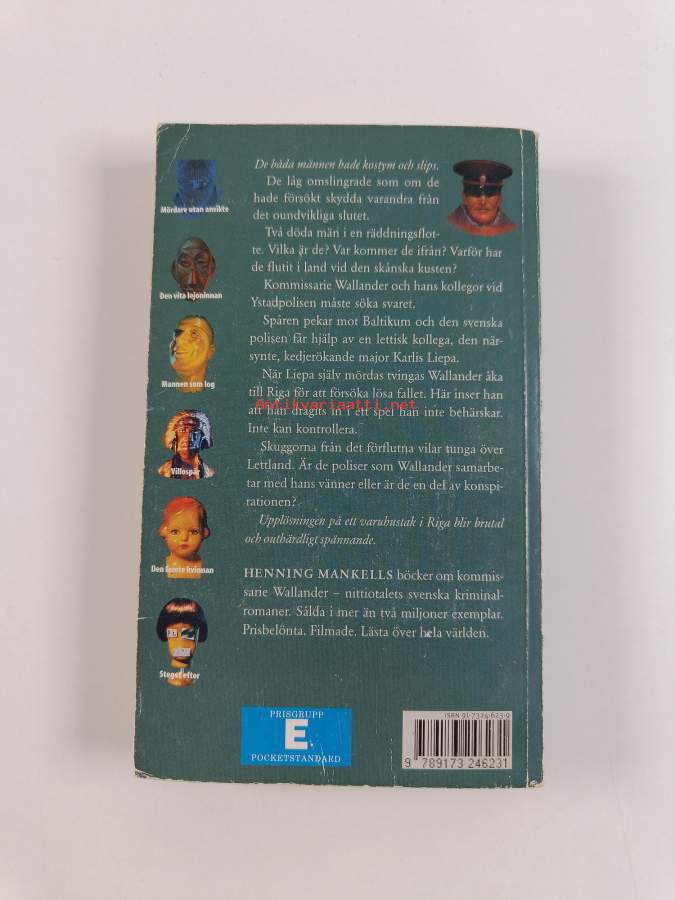 De båda männen hade kostym och slips.
De låg omslingrade som om de
hade försökt skydda varandra från
det oundvikliga slutet.
Två döda män i en räddningsflot-
te. Vilka är de? Var kommer de ifrån? Varför har
de flutit i land vid den skånska kusten?
Kommissarie Wallander och hans kollegor vid
Ystadpolisen måste söka svaret.
Spåren pekar mot Baltikum och den svenska
polisen får hjälp av en lettisk kollega, den när-
synte, kedjerökande major Karlis Liepa.
När Liepa själv mördas tvingas Wallander åka
till Riga för att försöka lösa fallet. Här inser han
att han dragits in i ett spel han inte behärskar.
Inte kan kontrollera.
Skuggorna från det förflutna vilar tunga över
Lettland. Är de poliser som Wallander samarbe-
tar med hans vänner eller är de en del av konspi-
rationen?
Upplösningen på ett varuhustak i Riga blir brutal
och outhärdligt spännande.
HENNING MANKELLS böcker om kommis-
sarie Wallander – nittiotalets svenska kriminal-
romaner. Sålda i mer än två miljoner exemplar.
Prisbelönta. Filmade. Lästa över hela världen.
Mördare utan ansikte
Den vita lejoninnan
Mannen som log
Villospår
Den femte kvinnan
Steget efter
Antikvariaatti.net
PRISGRUPP
E
POCKETSTANDARD
ISBN 91-7324-623-9
9 789173 246231